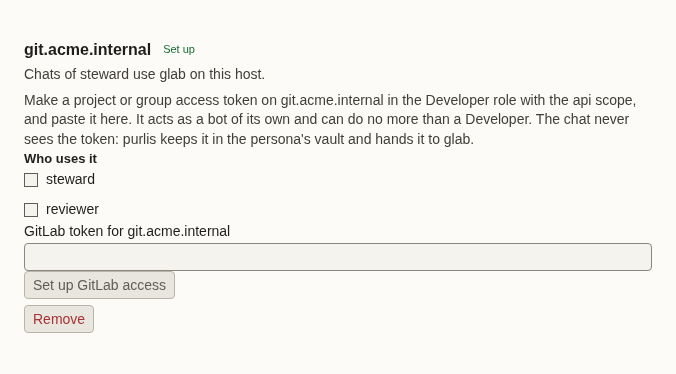 git.acme.internal Set up
Chats of steward use glab on this host.
Make a project or group access token on git.acme.internal in the Developer role with the api scope,
and paste it here. It acts as a bot of its own and can do no more than a Developer. The chat never
sees the token: purlis keeps it in the persona's vault and hands it to glab.
Who uses it
steward
reviewer
GitLab token for git.acme.internal
Set up GitLab access
Remove